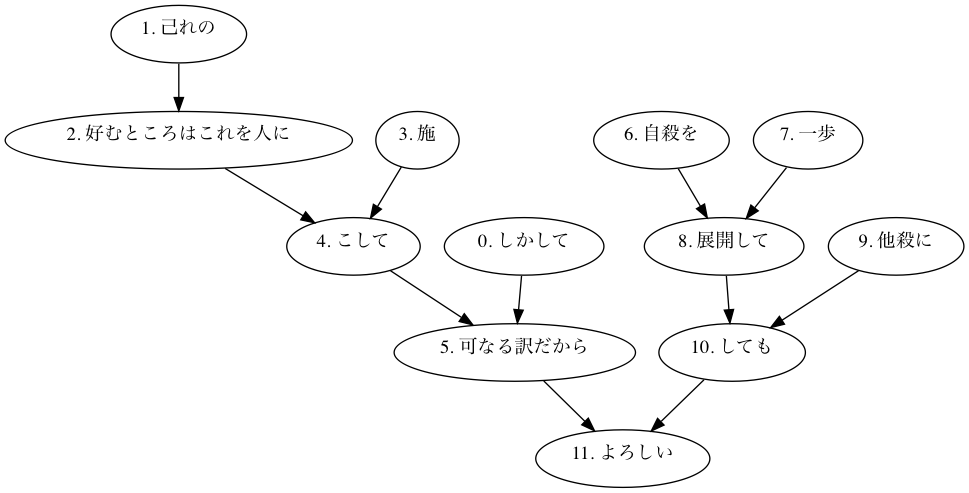 1. 己れの
2. 好むところはこれを人に
3. 施
6. 自殺を
7. 一歩
4. こして
0. しかして
8. 展開して
9. 他殺に
5. 可なる訳だから
10. しても
11. よろしい